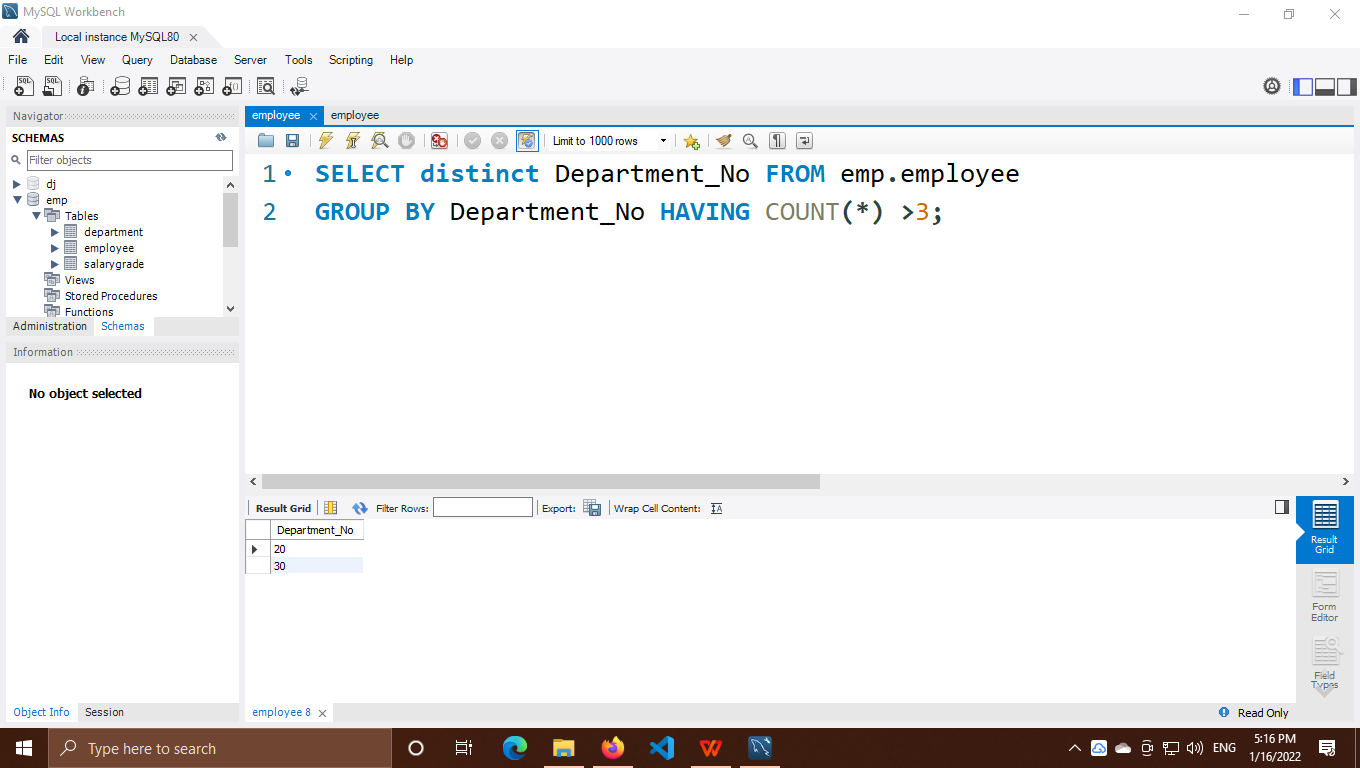 MySQL Workbench
Local instance MySQL80
File Edit View Query Database Server Tools Scripting Help
Navigator
SCHEMAS
Filter objects
dj
emp
Tables
department
employee
salarygrade
Views
Stored Procedures
Functions
Administration Schemas
Information
No object selected
Object Info Session
employee employee
Limit to 1000 rows
1 SELECT distinct Department_No FROM emp.employee
2 GROUP BY Department_No HAVING COUNT(*) >3;
Result Grid Filter Rows: Export: Wrap Cell Content:
Department_No
20
30
Result
Grid
Form
Editor
Field
Types
employee 8
Read Only
Type here to search
ENG
5:16 PM
1/16/2022